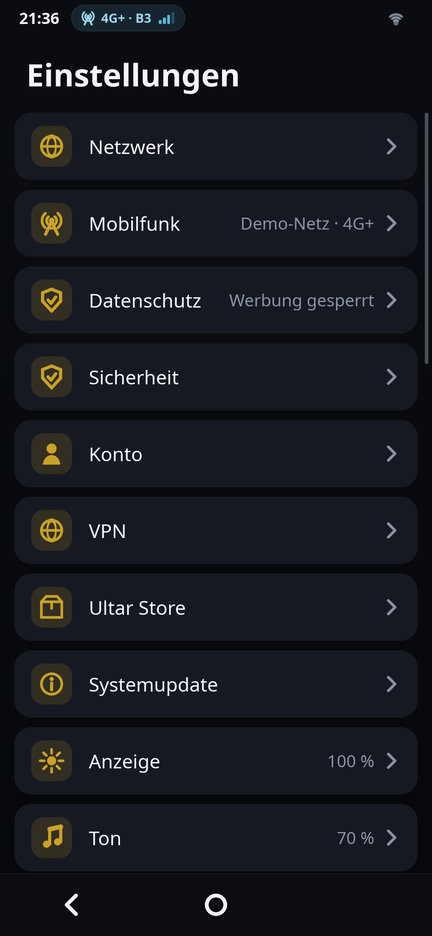 21:36 4G+ · B3
Einstellungen
Netzwerk
Mobilfunk Demo-Netz · 4G+
Datenschutz Werbung gesperrt
Sicherheit
Konto
VPN
Ultar Store
Systemupdate
Anzeige 100 %
Ton 70 %